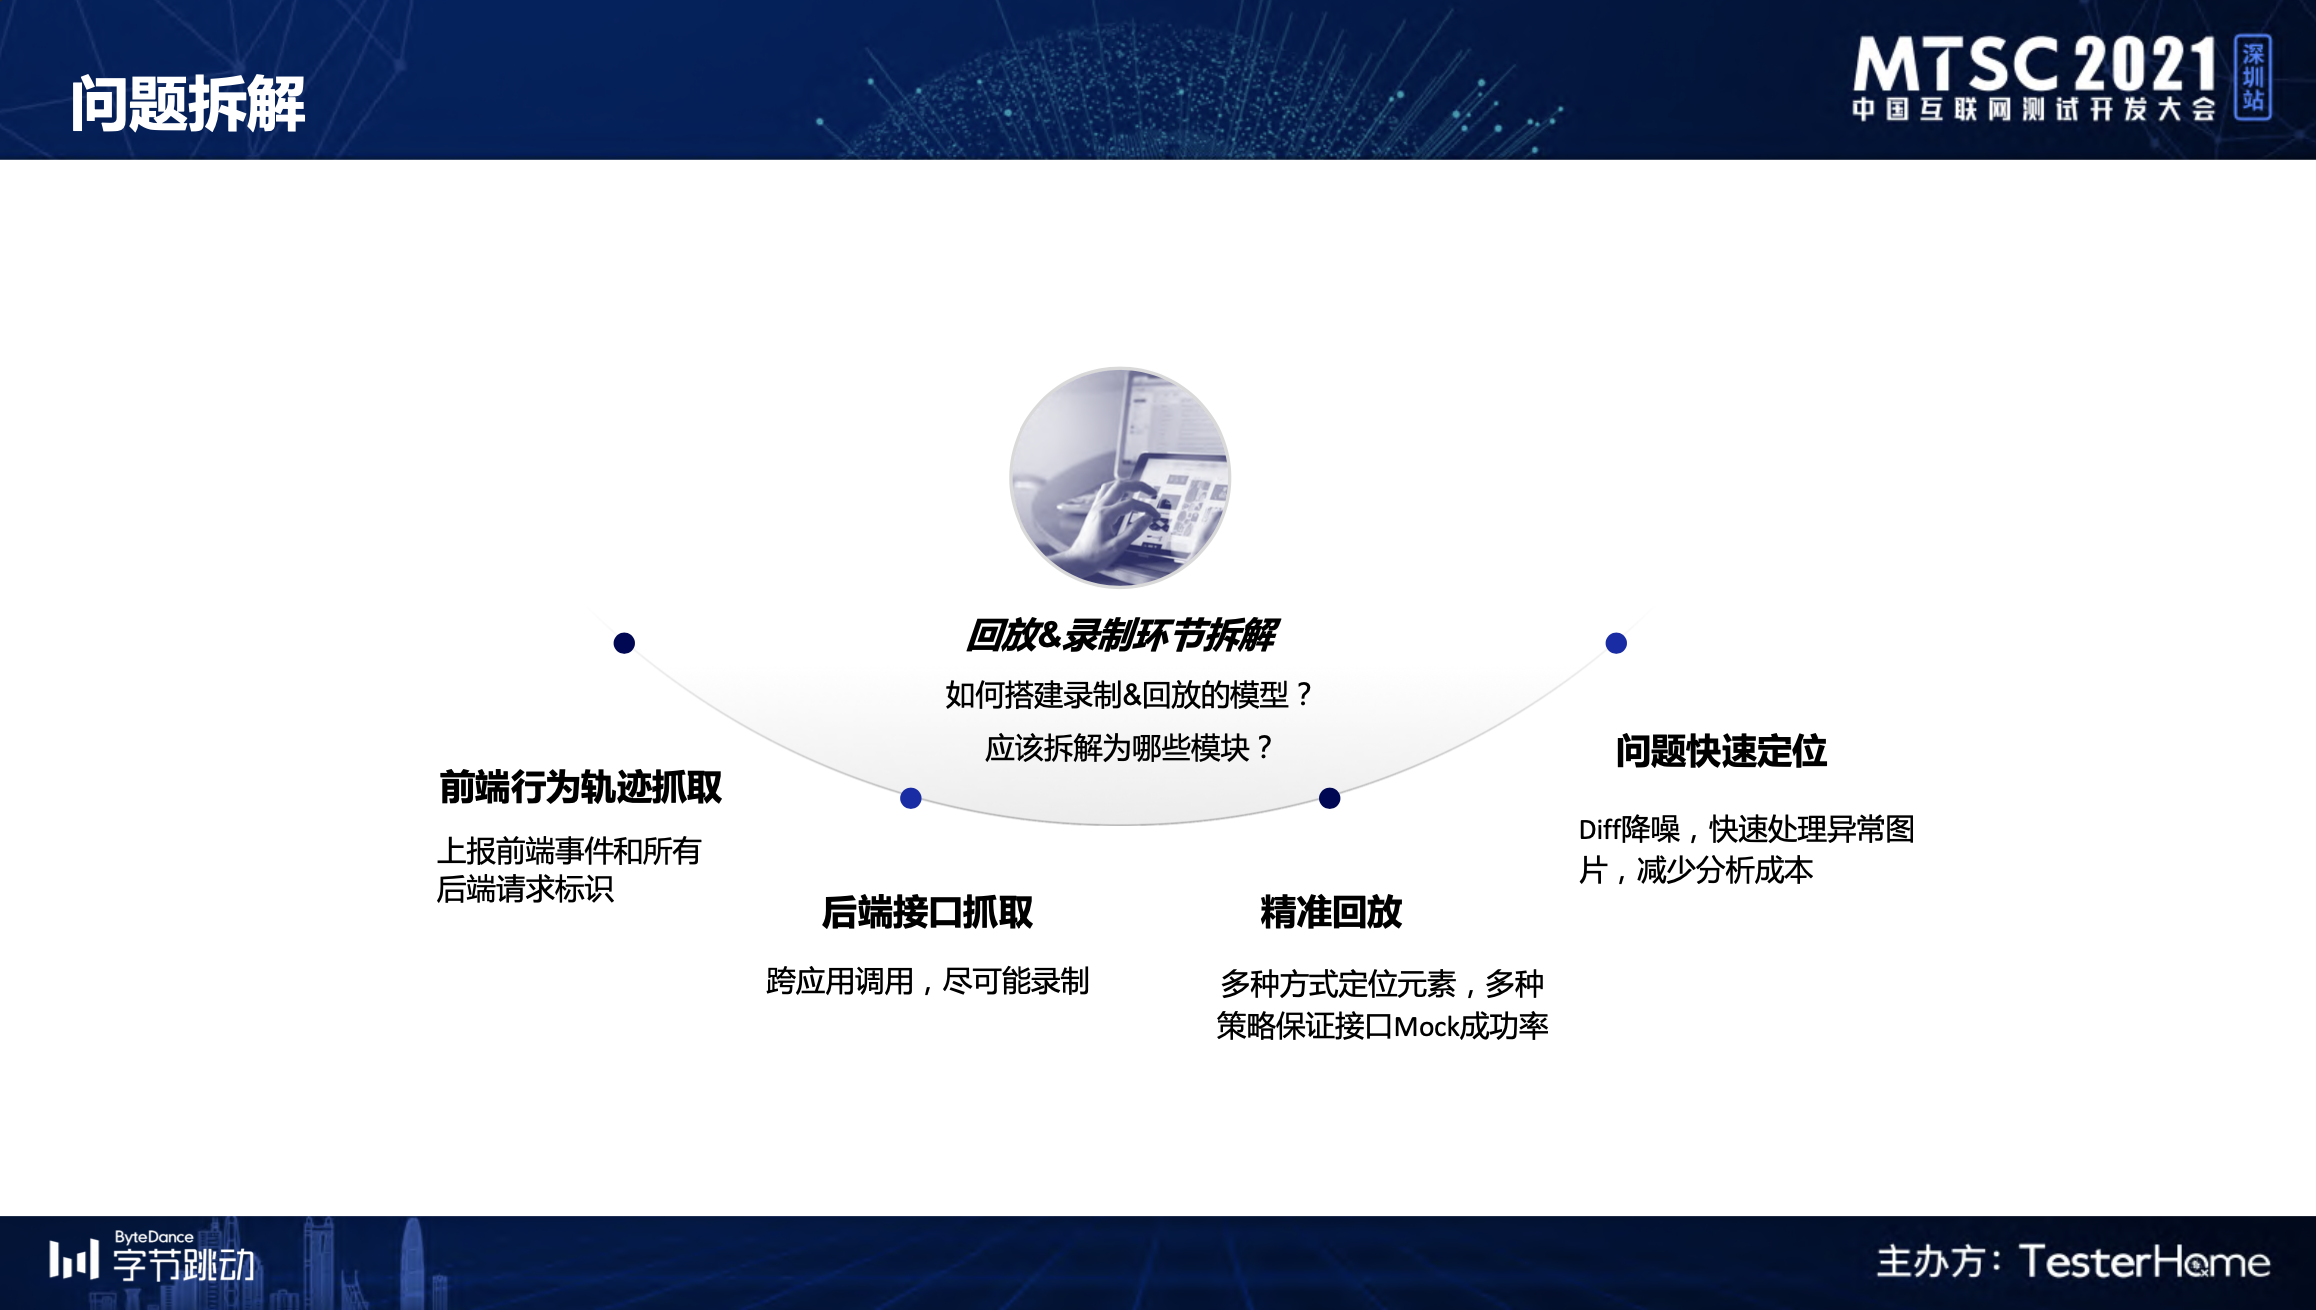 问题拆解
MTSC 2021
深圳站
中国互联网测试开发大会
回放&录制环节拆解
如何搭建录制&回放的模型？
应该拆解为哪些模块？
前端行为轨迹抓取
上报前端事件和所有
后端请求标识
后端接口抓取
跨应用调用，尽可能录制
精准回放
多种方式定位元素，多种
策略保证接口Mock成功率
问题快速定位
Diff降噪，快速处理异常图
片，减少分析成本
ByteDance
字节跳动
主办方：TesterHome